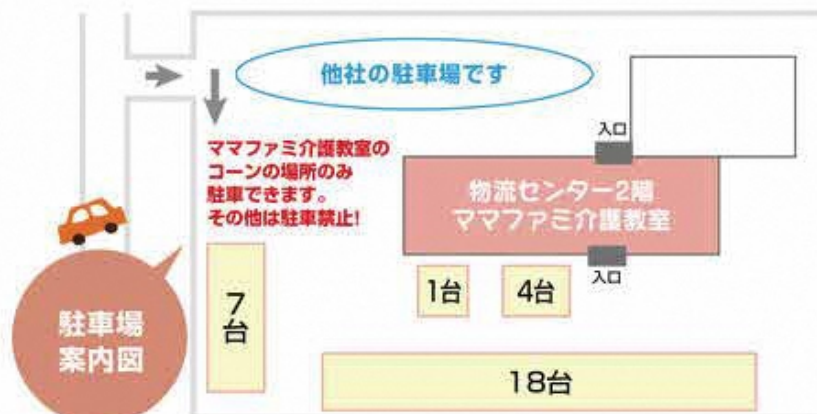 他社の駐車場です
入口
ママファミ介護教室の
コーンの場所のみ
駐車できます。
その他は駐車禁止!
物流センター2階
ママファミ介護教室
入口
7台
1台
4台
駐車場
案内図
18台